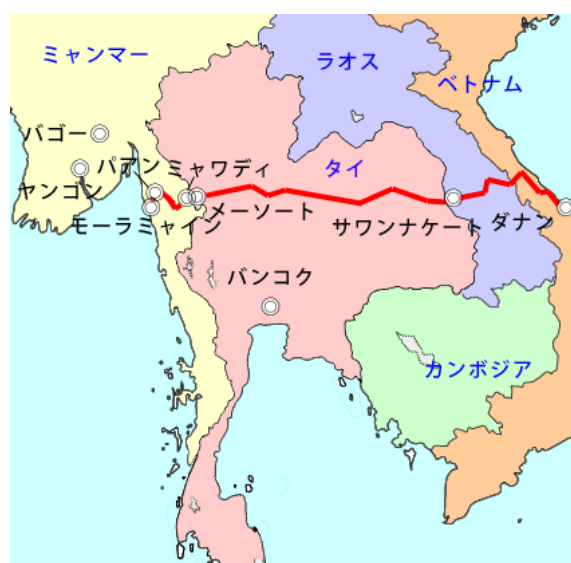 ミャンマー
ラオス
ベトナム
バゴー
パアン
ミャワディ
タイ
ヤンゴン
メーソート
モーラミャイン
サワンナケート
ダナン
バンコク
カンボジア